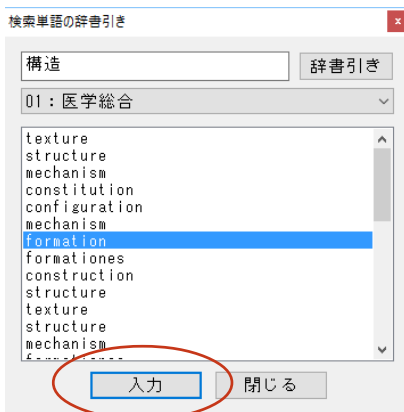 検索単語の辞書引き
構造
辞書引き
01：医学総合
texture
structure
mechanism
constitution
configuration
mechanism
formation
formationes
construction
structure
texture
structure
mechanism
入力
閉じる